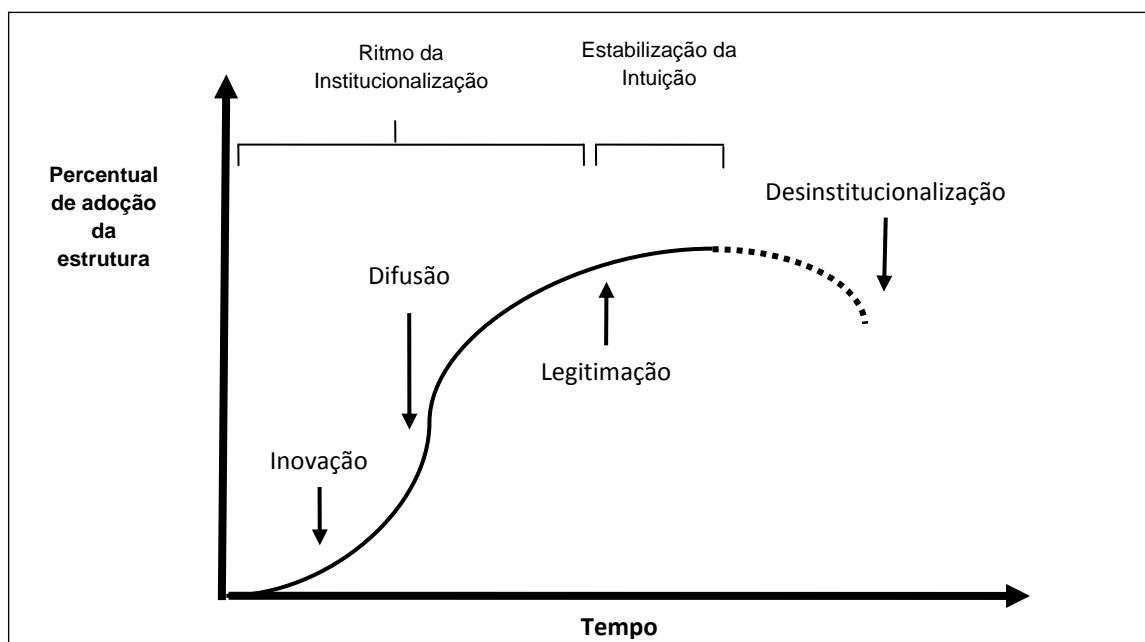 Ritmo da
Institucionalização
Estabilização da
Intuição
Percentual
de adoção
da
estrutura
Desinstitucionalização
Difusão
Legitimação
Inovação
Tempo